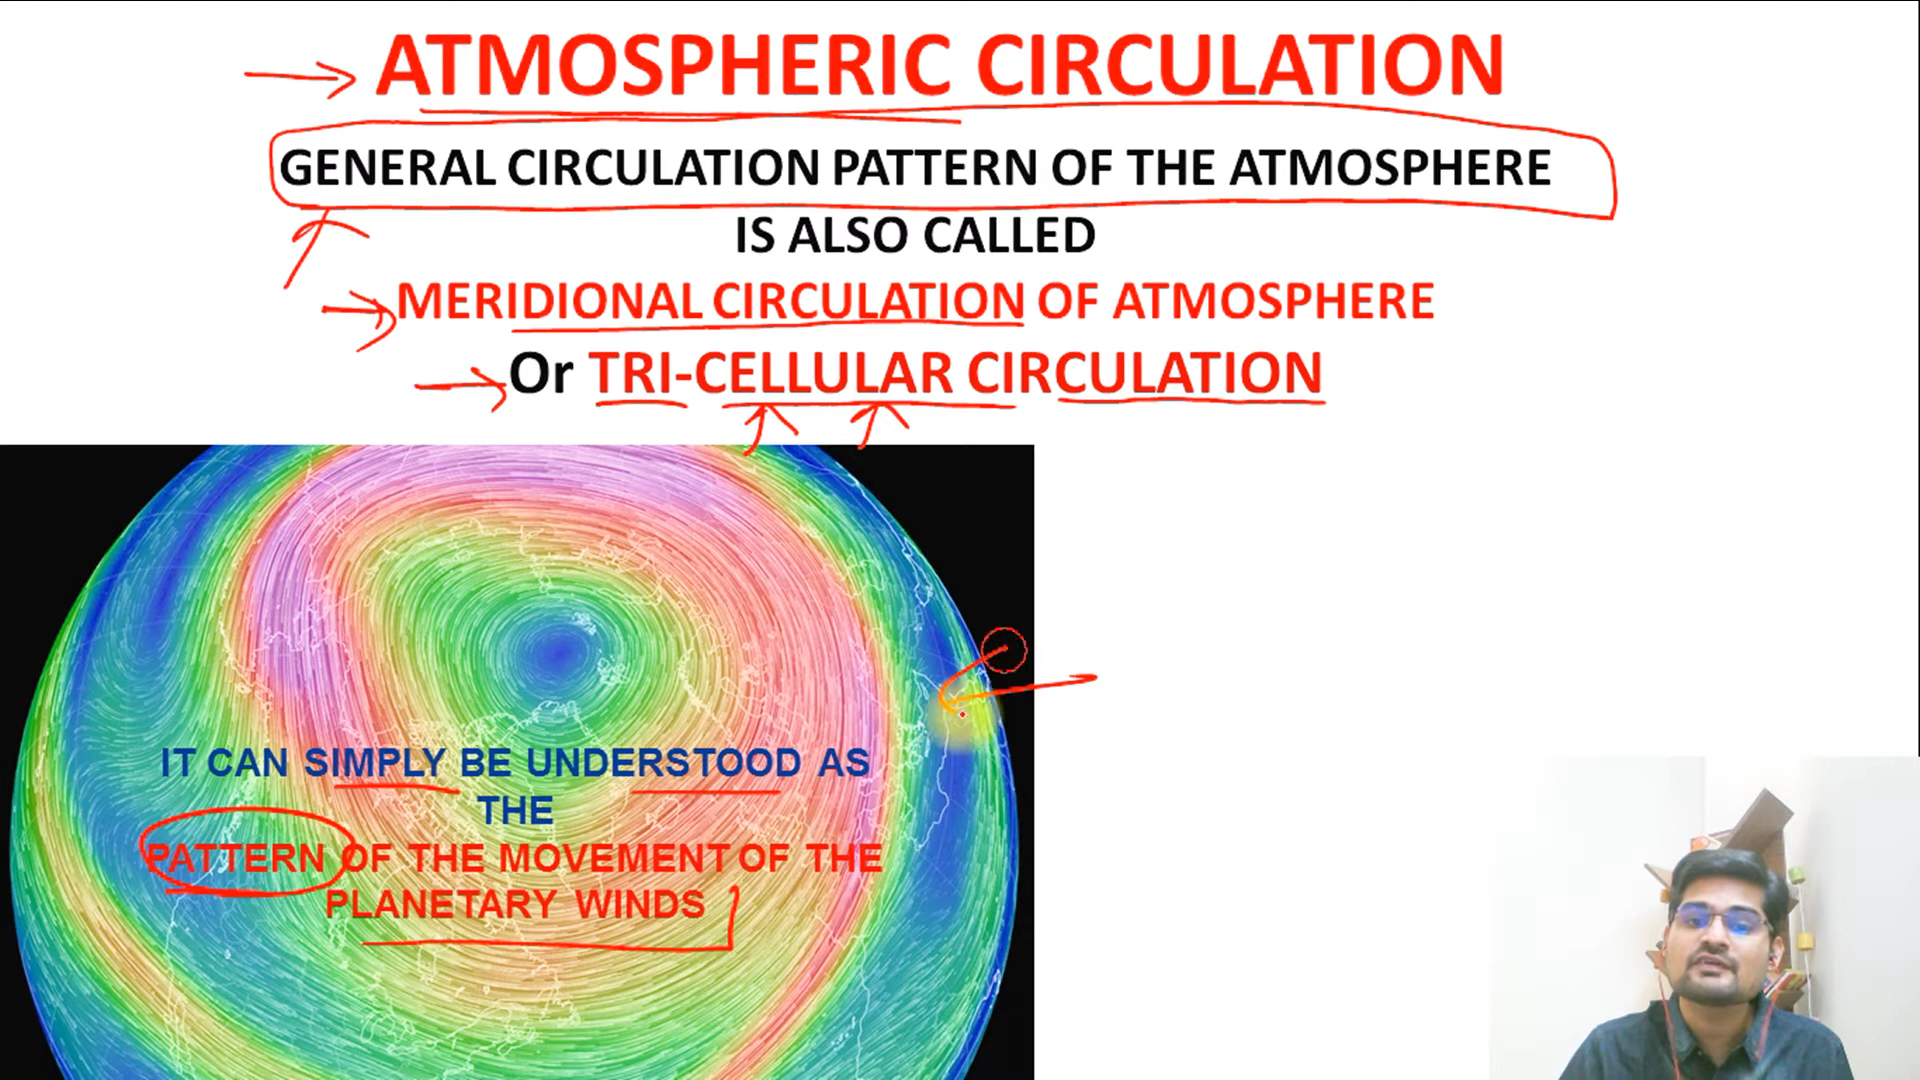 ATMOSPHERIC CIRCULATION
GENERAL CIRCULATION PATTERN OF THE ATMOSPHERE
IS ALSO CALLED
MERIDIONAL CIRCULATION OF ATMOSPHERE
Or TRI-CELLULAR CIRCULATION
IT CAN SIMPLY BE UNDERSTOOD AS
THE
PATTERN OF THE MOVEMENT OF THE
PLANETARY WINDS